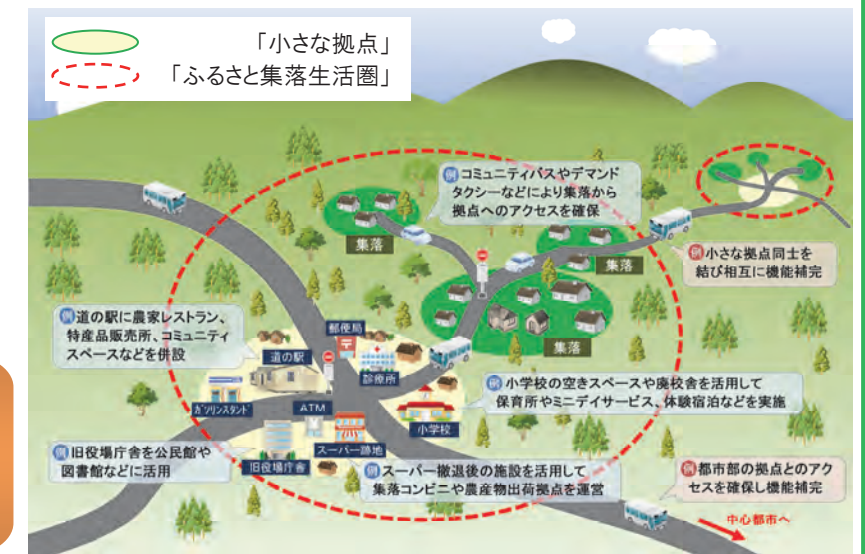 「小さな拠点」
「ふるさと集落生活圏」
例コミュニティバスやデマンド
タクシーなどにより集落から
拠点へのアクセスを確保
集落
集落
例小さな拠点同士を
結び相互に機能補完
例道の駅に農家レストラン、
特産品販売所、コミュニティ
スペースなどを併設
郵便局
道の駅
診療所
集落
例小学校の空きスペースや廃校舎を活用して
保育所やミニデイサービス、体験宿泊などを実施
ガソリンスタンド
ATM
小学校
スーパー跡地
旧役場庁舎
例旧役場庁舎を公民館や
図書館などに活用
例スーパー撤退後の施設を活用して
集落コンビニや農産物出荷拠点を運営
例都市部の拠点とのアク
セスを確保し機能補完
中心都市へ